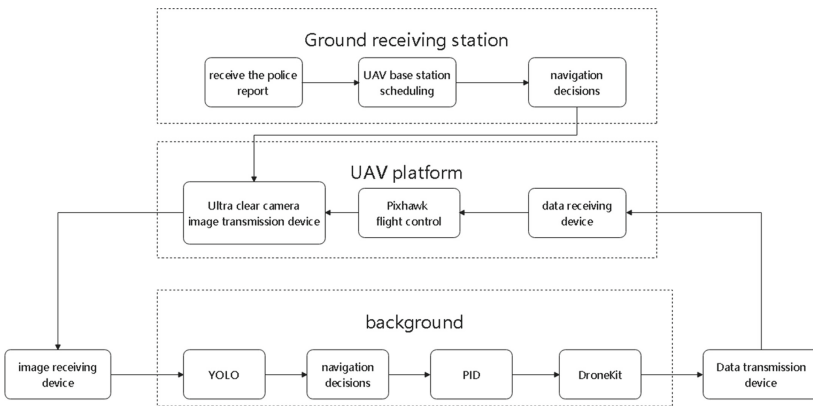 Ground receiving station
receive the police
report
UAV base station
scheduling
navigation
decisions
UAV platform
Ultra clear camera
image transmission device
Pixhawk
flight control
data receiving
device
background
image receiving
device
YOLO
navigation
decisions
PID
DroneKit
Data transmission
device